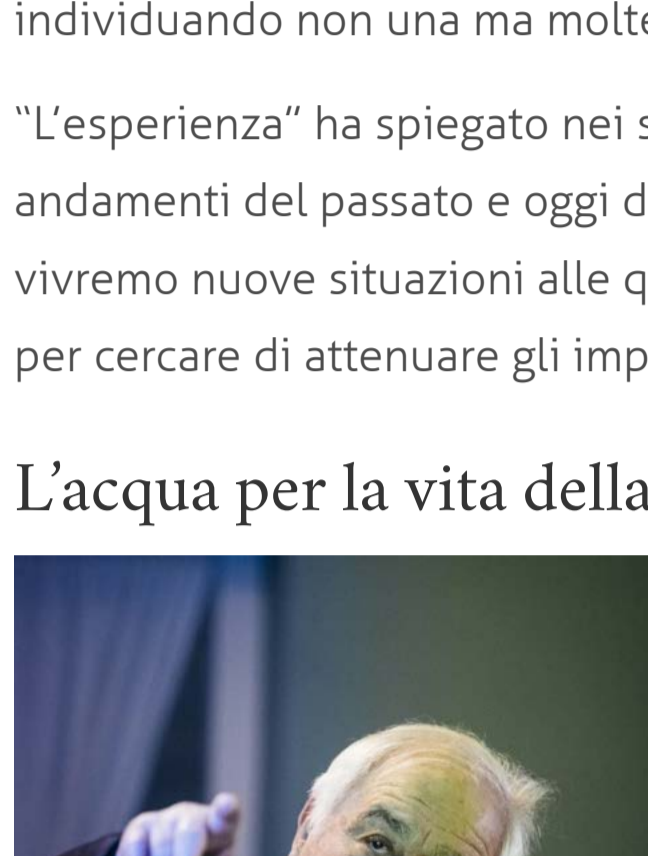 individuando non una ma molte
“L’esperienza” ha spiegato nei s
andamenti del passato e oggi d
vivremo nuove situazioni alle q
per cercare di attenuare gli imp
L’acqua per la vita della